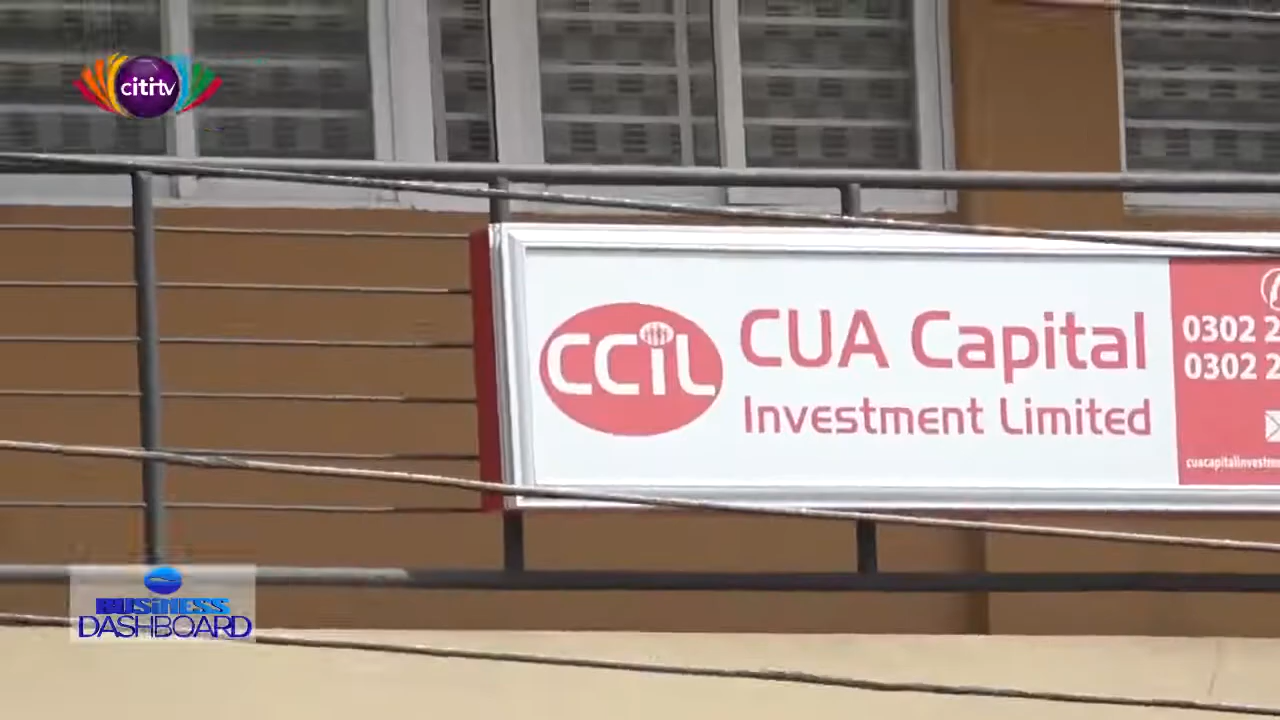 citi tv
CCiL
CUA Capital
Investment Limited
0302 2
0302 2
BUSiNESS
DASHBOARD